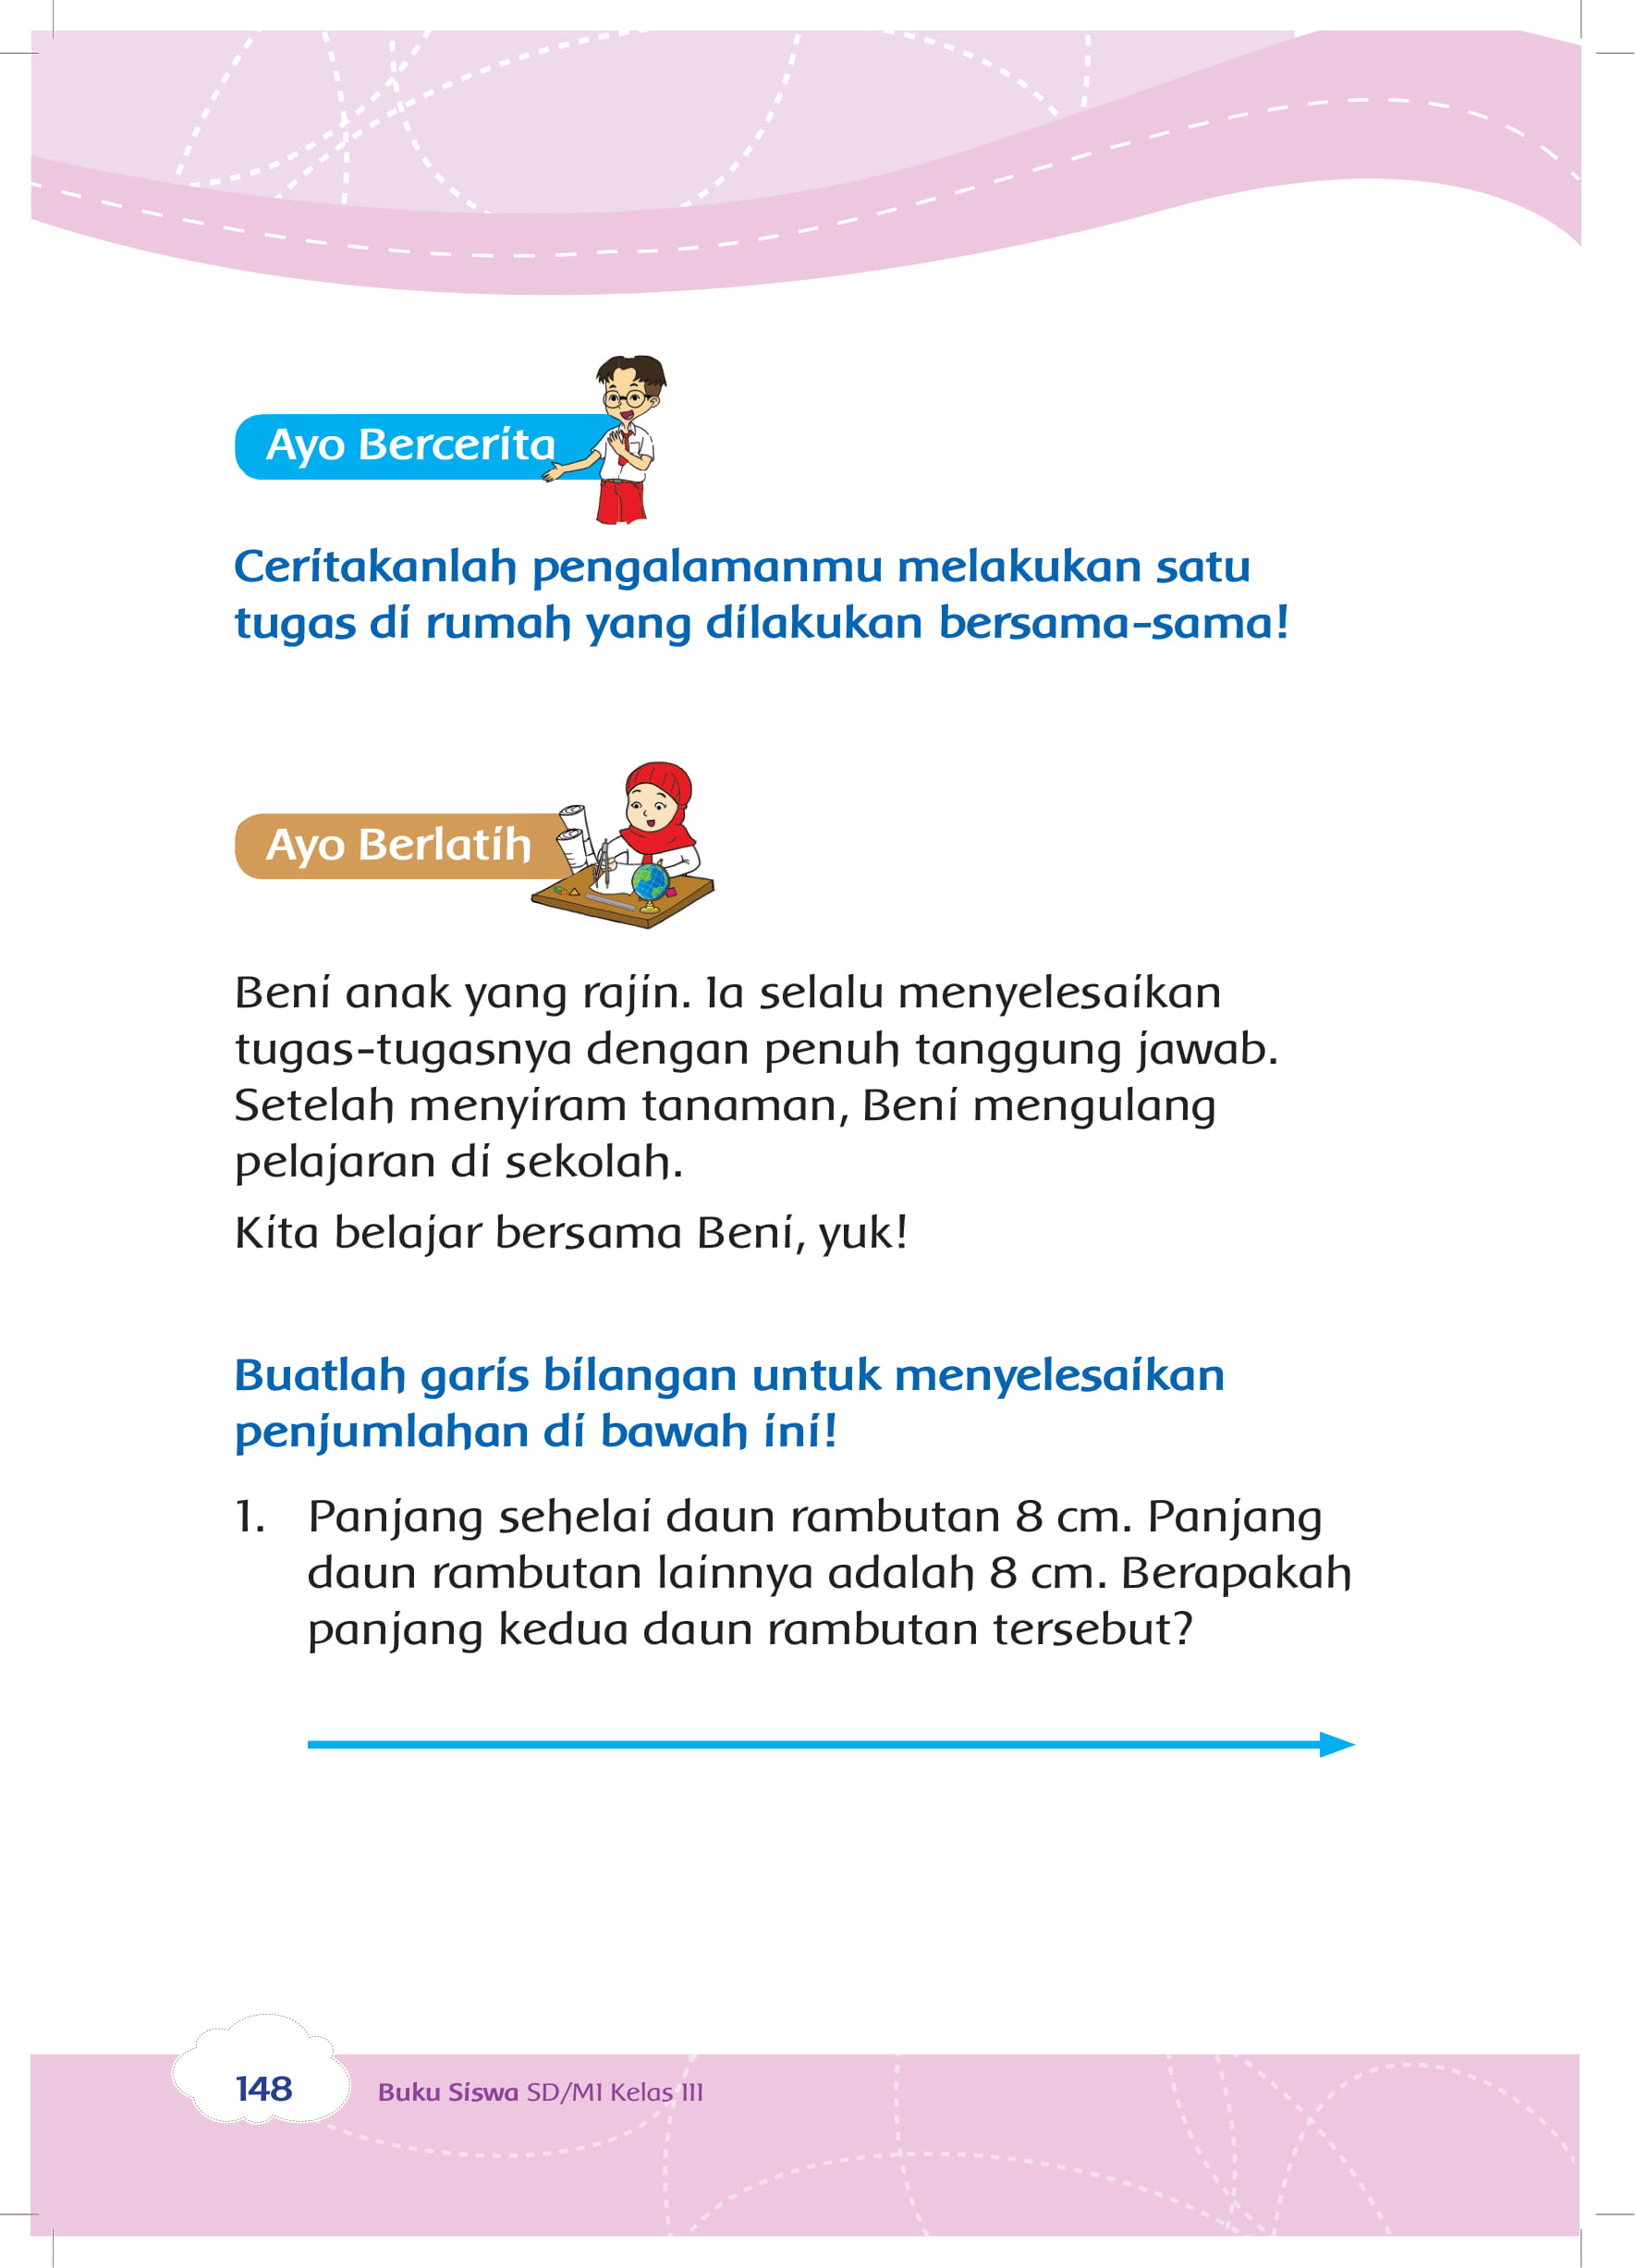 Ayo Bercerita
Ceritakanlah pengalamanmu melakukan satu
tugas di rumah yang dilakukan bersama-sama!
Ayo Berlatih
Beni anak yang rajin. Ia selalu menyelesaikan
tugas-tugasnya dengan penuh tanggung jawab.
Setelah menyiram tanaman, Beni mengulang
pelajaran di sekolah.
Kita belajar bersama Beni, yuk!
Buatlah garis bilangan untuk menyelesaikan
penjumlahan di bawah ini!
1. Panjang sehelai daun rambutan 8 cm. Panjang
daun rambutan lainnya adalah 8 cm. Berapakah
panjang kedua daun rambutan tersebut?
148
Buku Siswa SD/MI Kelas III